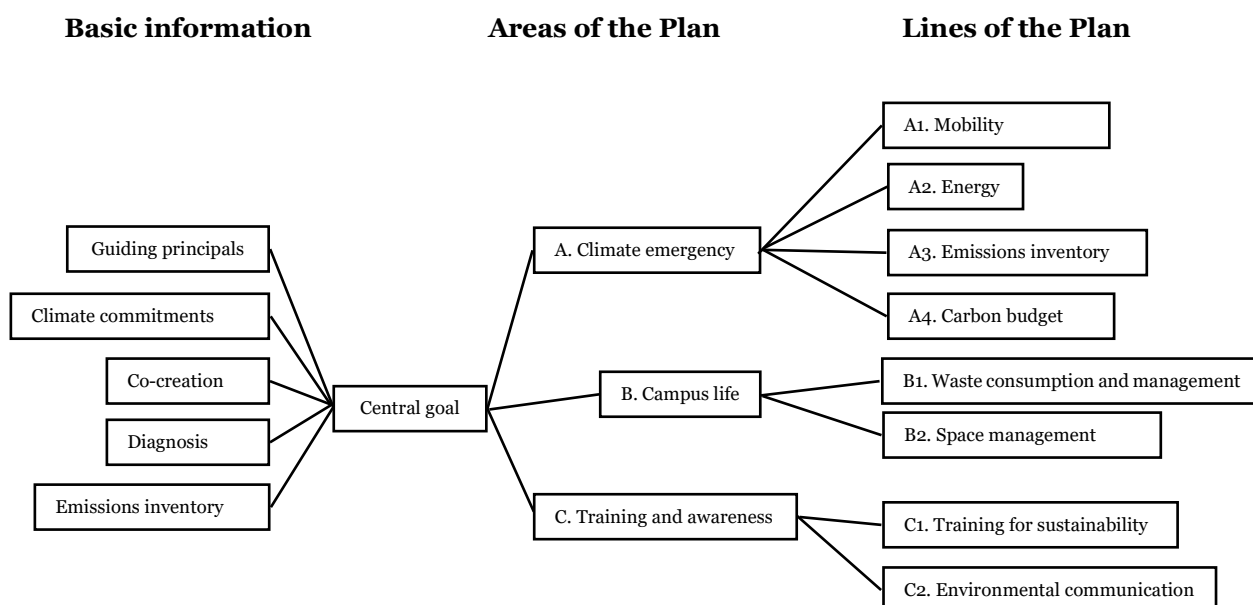 Basic information
Areas of the Plan
Lines of the Plan
Guiding principals
Climate commitments
Co-creation
Diagnosis
Emissions inventory
Central goal
A. Climate emergency
B. Campus life
C. Training and awareness
A1. Mobility
A2. Energy
A3. Emissions inventory
A4. Carbon budget
B1. Waste consumption and management
B2. Space management
C1. Training for sustainability
C2. Environmental communication